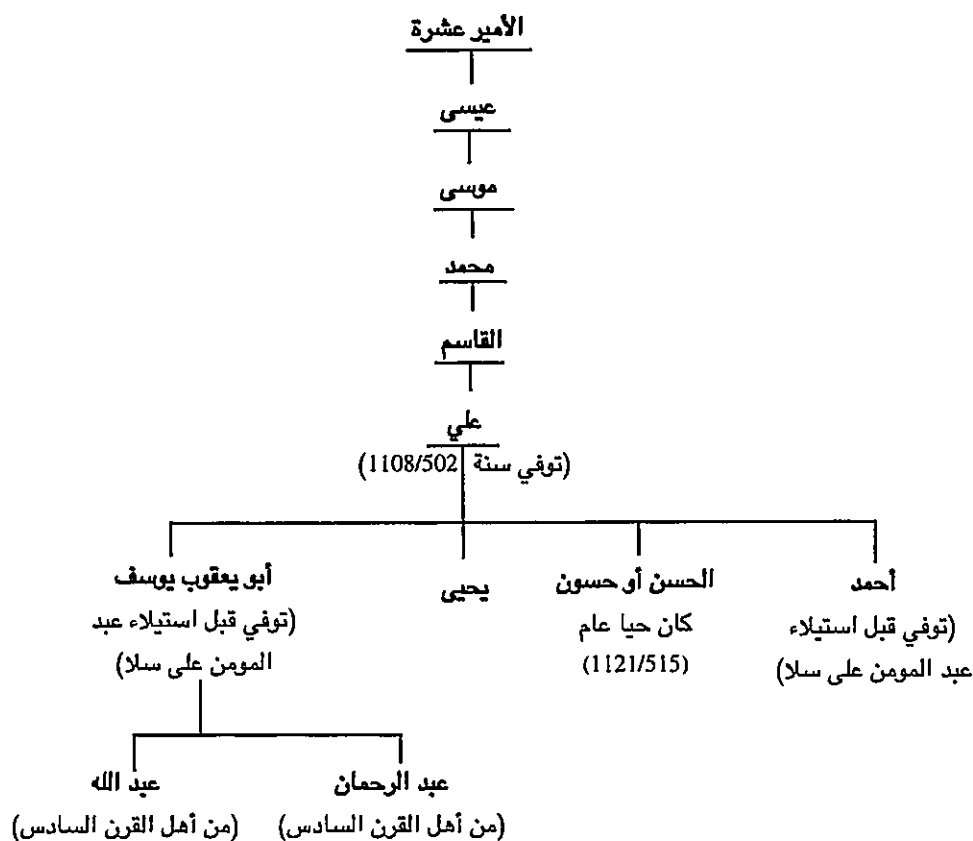 الأمير عشرة
عيسى
موسى
محمد
القاسم
علي
(توفي سنة 1108/502)
أحمد
(توفي قبل استيلاء
عبد المومن على سلا)
الحسن أو حسون
كان حيا عام
(1121/515)
يحيى
أبو يعقوب يوسف
(توفي قبل استيلاء عبد
المومن على سلا)
عبد الرحمان
(من أهل القرن السادس)
عبد الله
(من أهل القرن السادس)